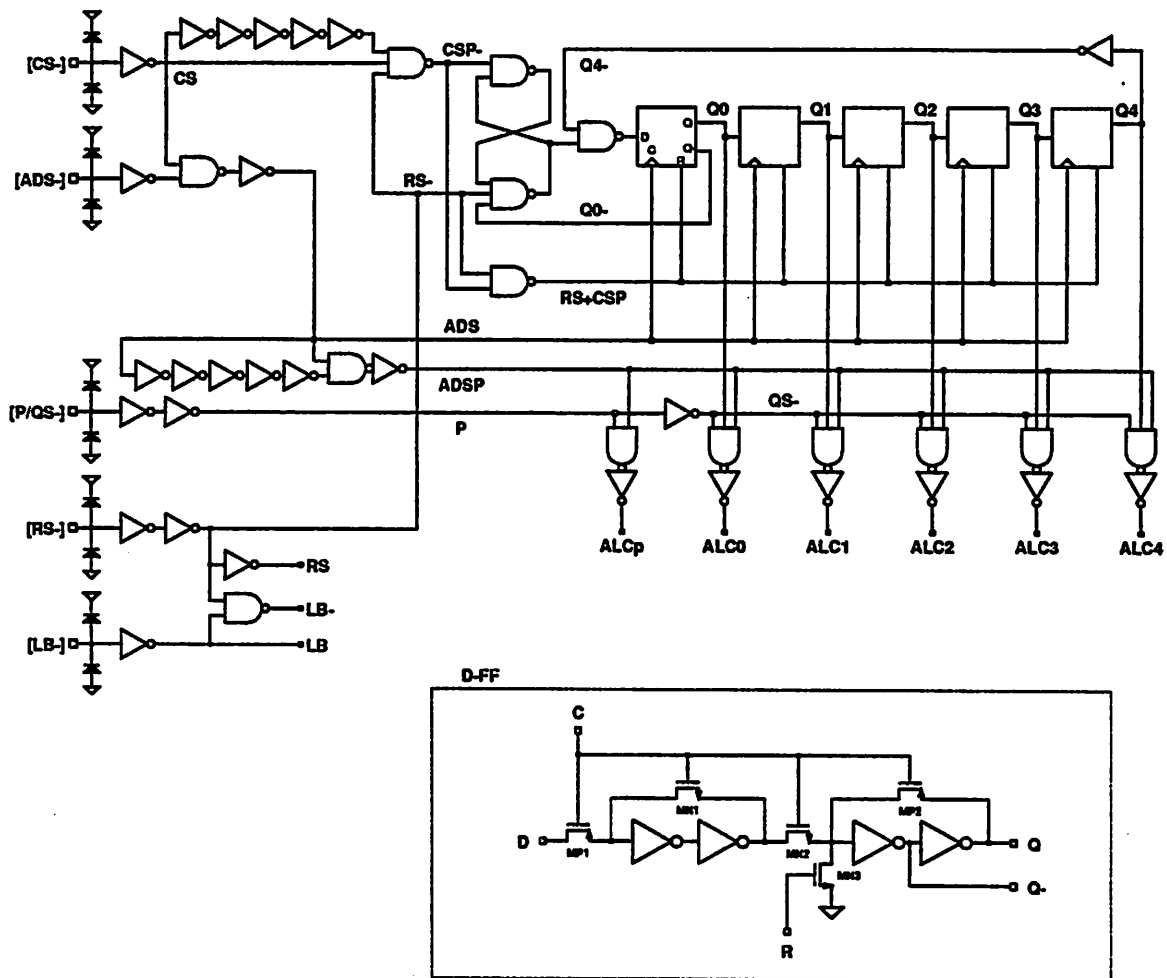 [CS-]
CS
CSP-
Q4-
D
C
Q
Q
R
Q0
Q1
Q2
Q3
Q4
[ADS-]
RS-
Q0-
RS+CSP
ADS
ADSP
[P/QS-]
P
QS-
[RS-]
RS
LB-
[LB-]
LB
ALCp
ALC0
ALC1
ALC2
ALC3
ALC4
D-FF
C
MN1
MP2
D
MP1
MN2
MN3
Q
Q-
R